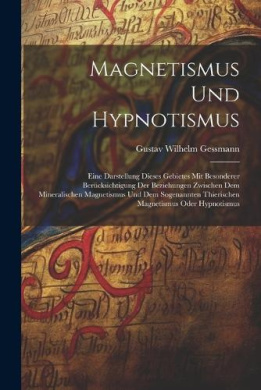 Magnetismus
Und
Hypnotismus
Gustav Wilhelm Gessmann
Eine Darstellung Dieses Gebietes Mit Besonderer
Berücksichtigung Der Beziehungen Zwischen Dem
Mineralischen Magnetismus Und Dem Sogenannten Thierischen
Magnetismus Oder Hypnotismus